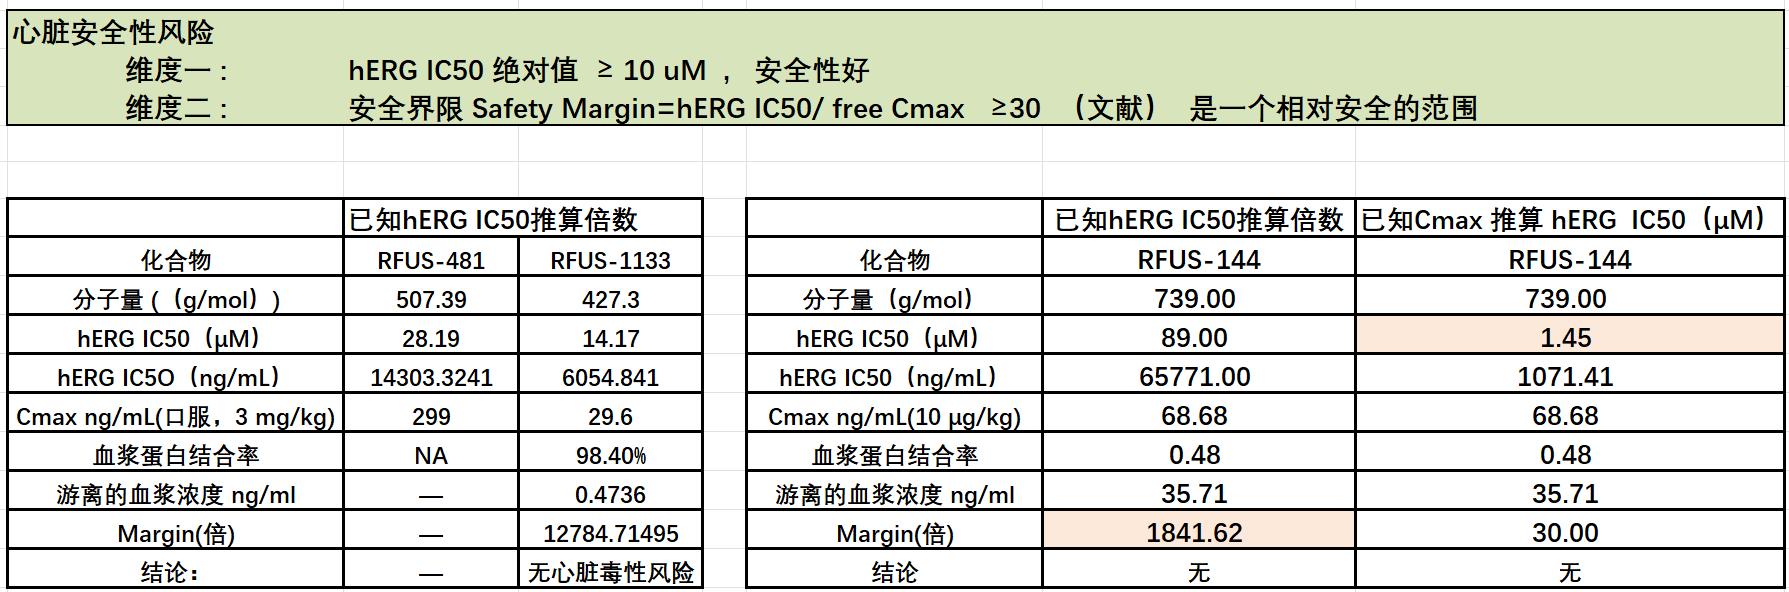 心脏安全性风险
维度一： hERG IC50 绝对值 ≥ 10 uM ， 安全性好
维度二： 安全界限 Safety Margin=hERG IC50/ free Cmax ≥30 （文献） 是一个相对安全的范围
已知hERG IC50推算倍数
化合物 RFUS-481 RFUS-1133
分子量 (（g/mol）) 507.39 427.3
hERG IC50（μM） 28.19 14.17
hERG IC5O（ng/mL） 14303.3241 6054.841
Cmax ng/mL(口服，3 mg/kg) 299 29.6
血浆蛋白结合率 NA 98.40%
游离的血浆浓度 ng/ml — 0.4736
Margin(倍) — 12784.71495
结论： — 无心脏毒性风险
已知hERG IC50推算倍数 已知Cmax 推算 hERG IC50（μM）
化合物 RFUS-144 RFUS-144
分子量（g/mol） 739.00 739.00
hERG IC50（μM） 89.00 1.45
hERG IC50（ng/mL） 65771.00 1071.41
Cmax ng/mL(10 μg/kg) 68.68 68.68
血浆蛋白结合率 0.48 0.48
游离的血浆浓度 ng/ml 35.71 35.71
Margin(倍) 1841.62 30.00
结论 无 无